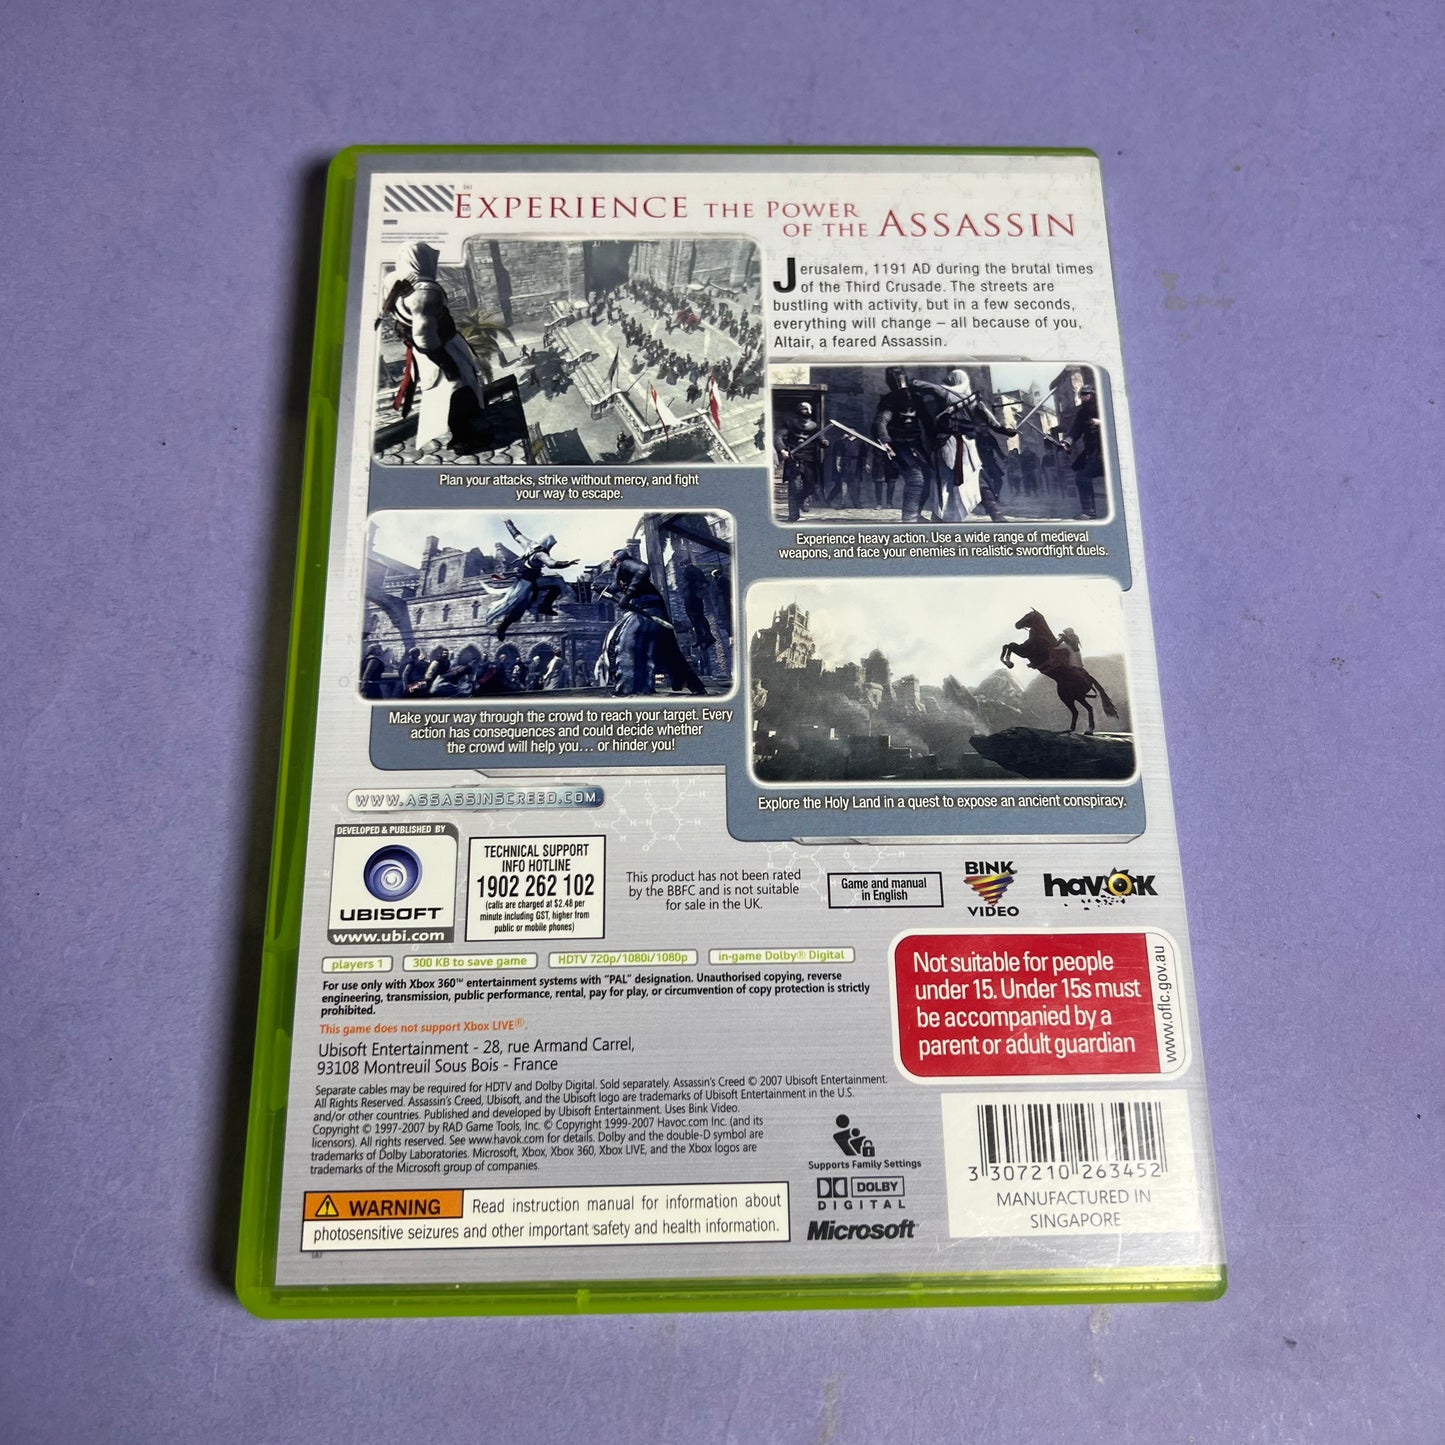 EXPERIENCE THE POWER
OF THE ASSASSIN
Jerusalem, 1191 AD during the brutal times
of the Third Crusade. The streets are
bustling with activity, but in a few seconds,
everything will change – all because of you,
Altair, a feared Assassin.
Plan your attacks, strike without mercy, and fight
your way to escape.
Experience heavy action. Use a wide range of medieval
weapons, and face your enemies in realistic swordfight duels.
Make your way through the crowd to reach your target. Every
action has consequences and could decide whether
the crowd will help you... or hinder you!
Explore the Holy Land in a quest to expose an ancient conspiracy.
WWW.ASSASSINSCREED.COM
DEVELOPED & PUBLISHED BY
UBISOFT
www.ubi.com
TECHNICAL SUPPORT
INFO HOTLINE
1902 262 102
(calls are charged at $2.48 per
minute including GST, higher from
public or mobile phones)
This product has not been rated
by the BBFC and is not suitable
for sale in the UK.
Game and manual
in English
BINK
VIDEO
havok
players 1
300 KB to save game
HDTV 720p/1080i/1080p
in-game Dolby® Digital
For use only with Xbox 360™ entertainment systems with "PAL" designation. Unauthorised copying, reverse
engineering, transmission, public performance, rental, pay for play, or circumvention of copy protection is strictly
prohibited.
This game does not support Xbox LIVE®.
Ubisoft Entertainment - 28, rue Armand Carrel,
93108 Montreuil Sous Bois - France
Separate cables may be required for HDTV and Dolby Digital. Sold separately. Assassin's Creed © 2007 Ubisoft Entertainment.
All Rights Reserved. Assassin's Creed, Ubisoft, and the Ubisoft logo are trademarks of Ubisoft Entertainment in the U.S.
and/or other countries. Published and developed by Ubisoft Entertainment. Uses Bink Video.
Copyright © 1997-2007 by RAD Game Tools, Inc. © Copyright 1999-2007 Havoc.com Inc. (and its
licensors). All rights reserved. See www.havok.com for details. Dolby and the double-D symbol are
trademarks of Dolby Laboratories. Microsoft, Xbox, Xbox 360, Xbox LIVE, and the Xbox logos are
trademarks of the Microsoft group of companies.
Not suitable for people
under 15. Under 15s must
be accompanied by a
parent or adult guardian
www.oflc.gov.au
Supports Family Settings
DOLBY
DIGITAL
Microsoft
3 307210 263452
MANUFACTURED IN
SINGAPORE
WARNING Read instruction manual for information about
photosensitive seizures and other important safety and health information.